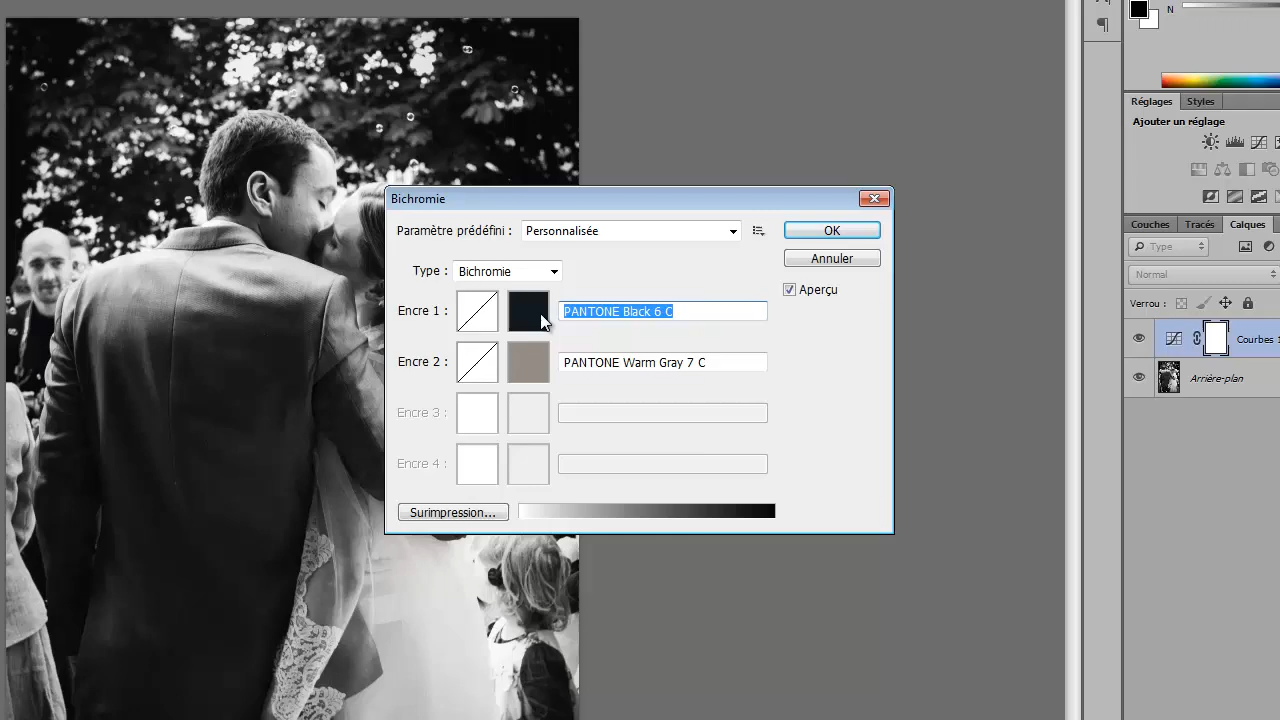 N
Réglages Styles
Ajouter un réglage
Bichromie
Paramètre prédéfini : Personnalisée
OK
Type : Bichromie
Annuler
Aperçu
Encre 1 : PANTONE Black 6 C
Encre 2 : PANTONE Warm Gray 7 C
Encre 3 :
Encre 4 :
Surimpression...
Couches Tracés Calques
Type
Normal
Verrou :
Courbes 1
Arrière-plan